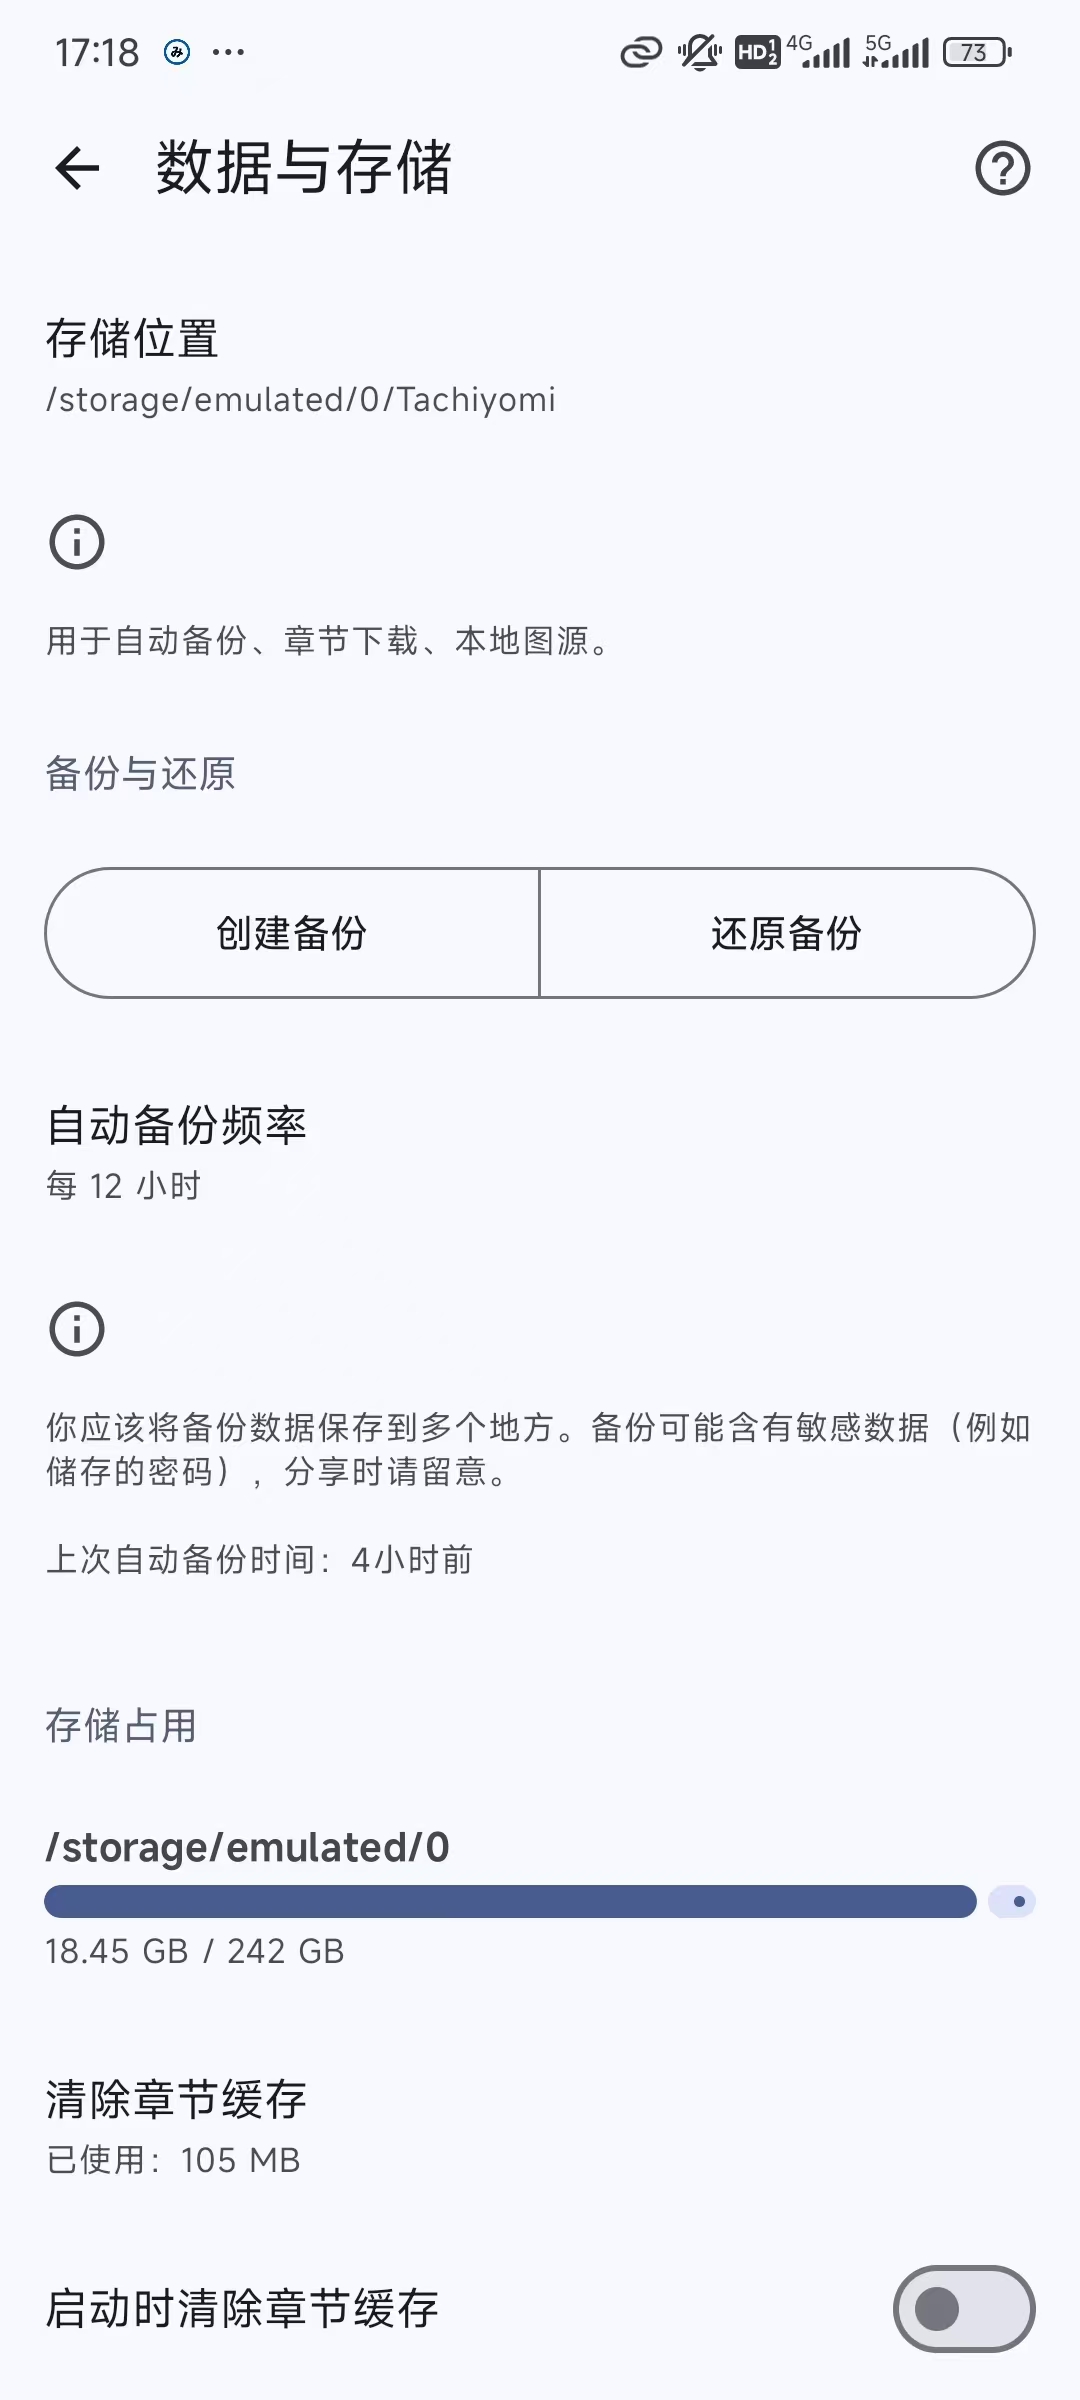 17:18 み ... HD 1 2 4G 5G 73
数据与存储
存储位置
/storage/emulated/0/Tachiyomi
用于自动备份、章节下载、本地图源。
备份与还原
创建备份 还原备份
自动备份频率
每 12 小时
你应该将备份数据保存到多个地方。备份可能含有敏感数据（例如
储存的密码），分享时请留意。
上次自动备份时间：4小时前
存储占用
/storage/emulated/0
18.45 GB / 242 GB
清除章节缓存
已使用：105 MB
启动时清除章节缓存